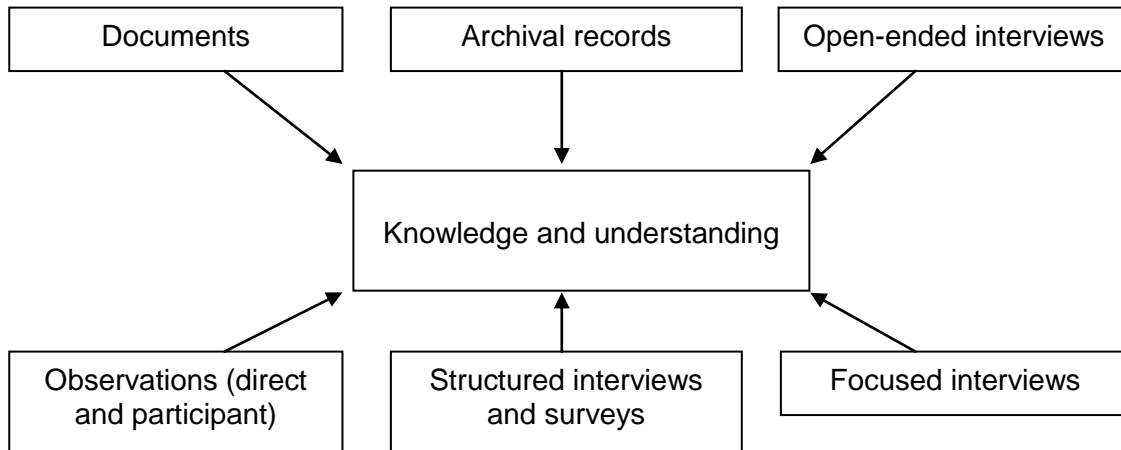 Documents
Archival records
Open-ended interviews
Knowledge and understanding
Observations (direct
and participant)
Structured interviews
and surveys
Focused interviews